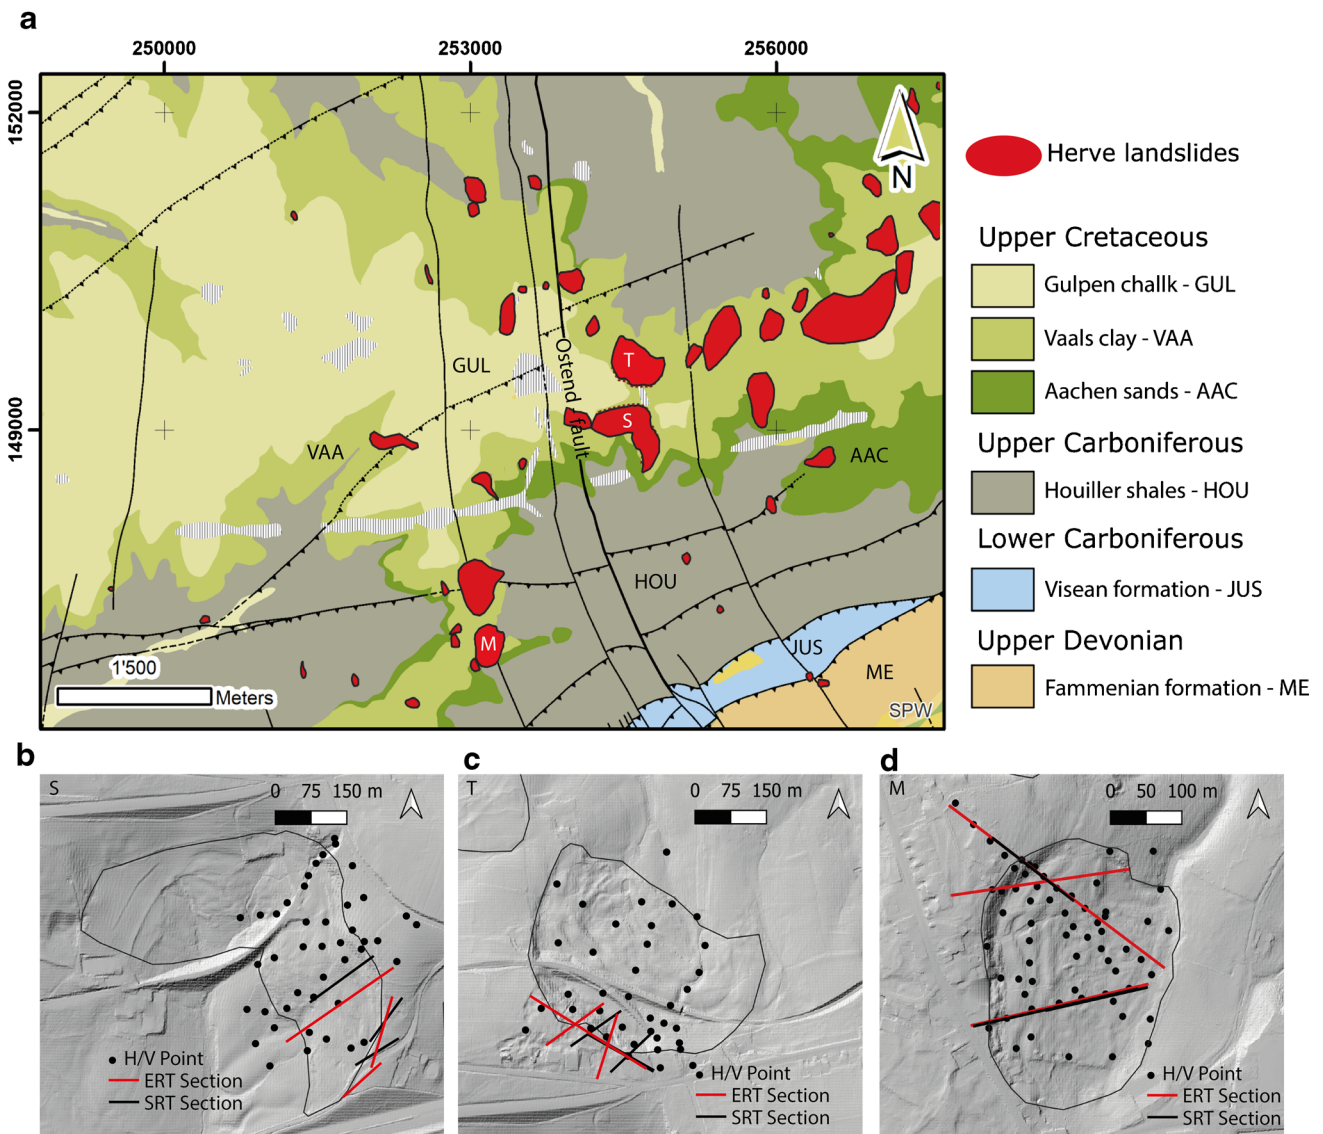 a
250000
253000
256000
152000
149000
N
GUL
VAA
T
S
Ostend fault
AAC
HOU
M
JUS
ME
1'500
Meters
SPW
Herve landslides
Upper Cretaceous
Gulpen challk - GUL
Vaals clay - VAA
Aachen sands - AAC
Upper Carboniferous
Houiller shales - HOU
Lower Carboniferous
Visean formation - JUS
Upper Devonian
Fammenian formation - ME
b
S
0 75 150 m
H/V Point
ERT Section
SRT Section
c
T
0 75 150 m
H/V Point
ERT Section
SRT Section
d
M
0 50 100 m
H/V Point
ERT Section
SRT Section